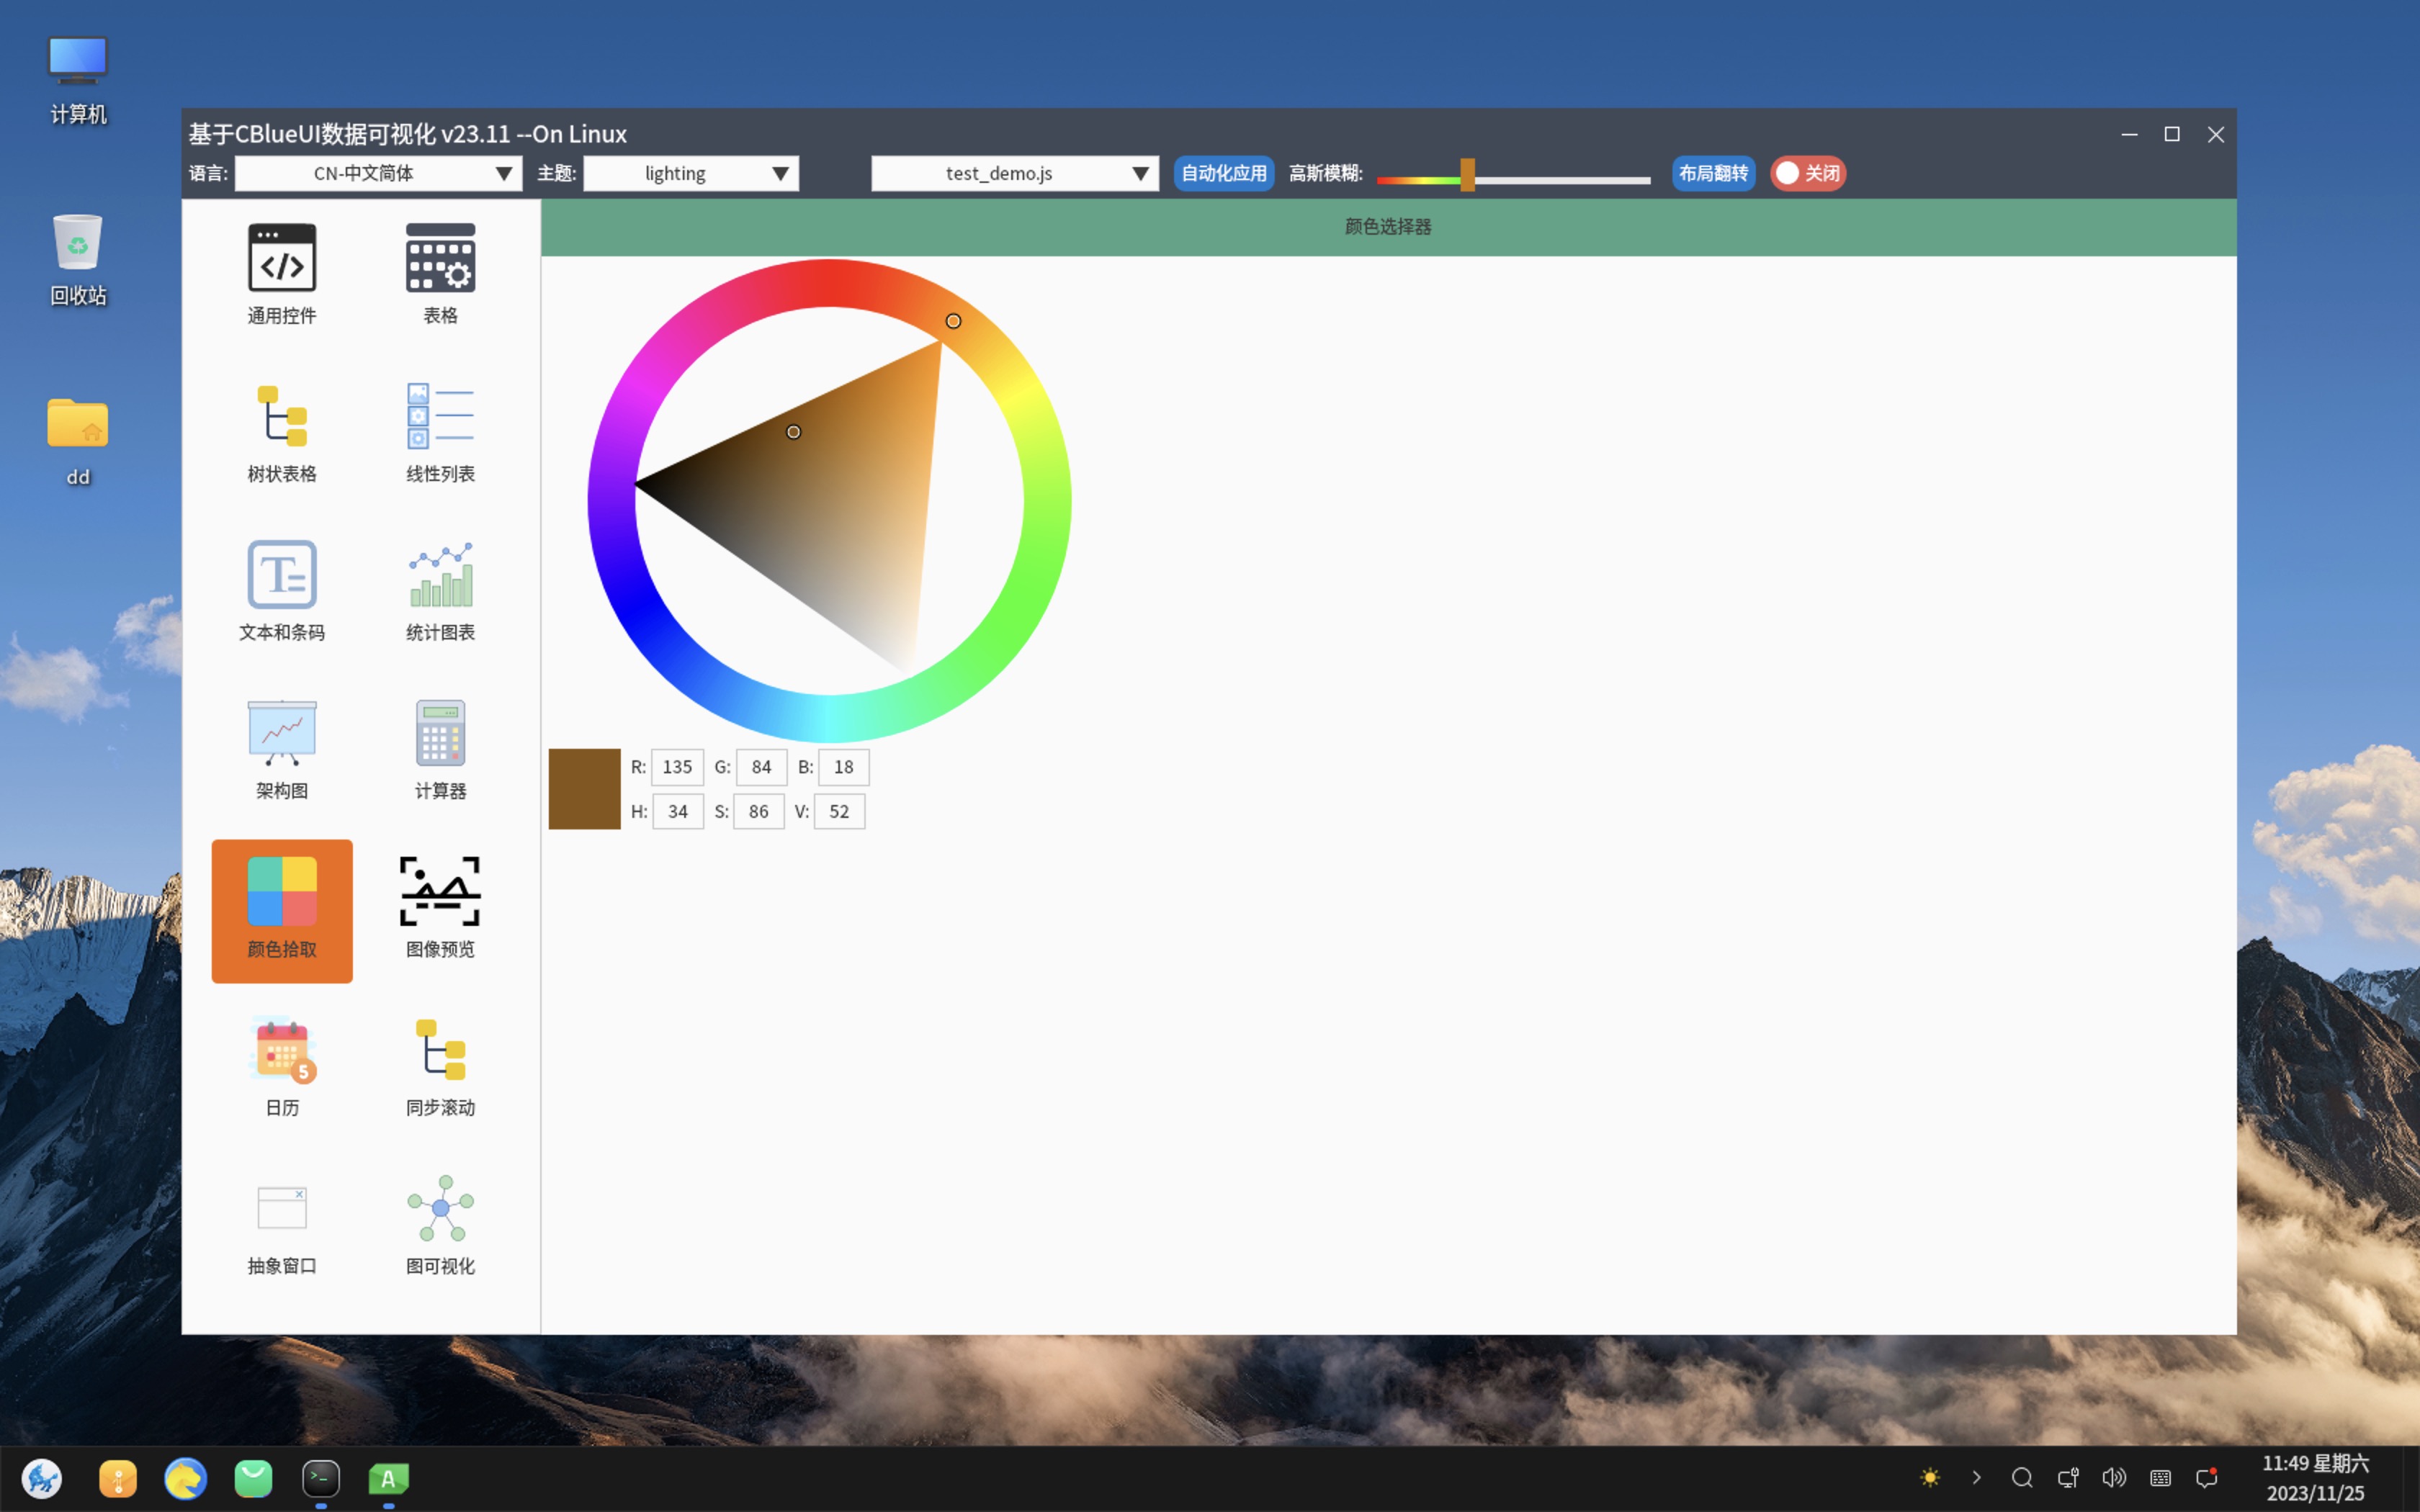 计算机
回收站
dd
基于CBlueUI数据可视化 v23.11 --On Linux
语言: CN-中文简体 主题: lighting test_demo.js 自动化应用 高斯模糊: 布局翻转 关闭
颜色选择器
通用控件 表格
树状表格 线性列表
文本和条码 统计图表
架构图 计算器
颜色拾取 图像预览
5
日历 同步滚动
抽象窗口 图可视化
R: 135 G: 84 B: 18
H: 34 S: 86 V: 52
A
11:49 星期六
2023/11/25